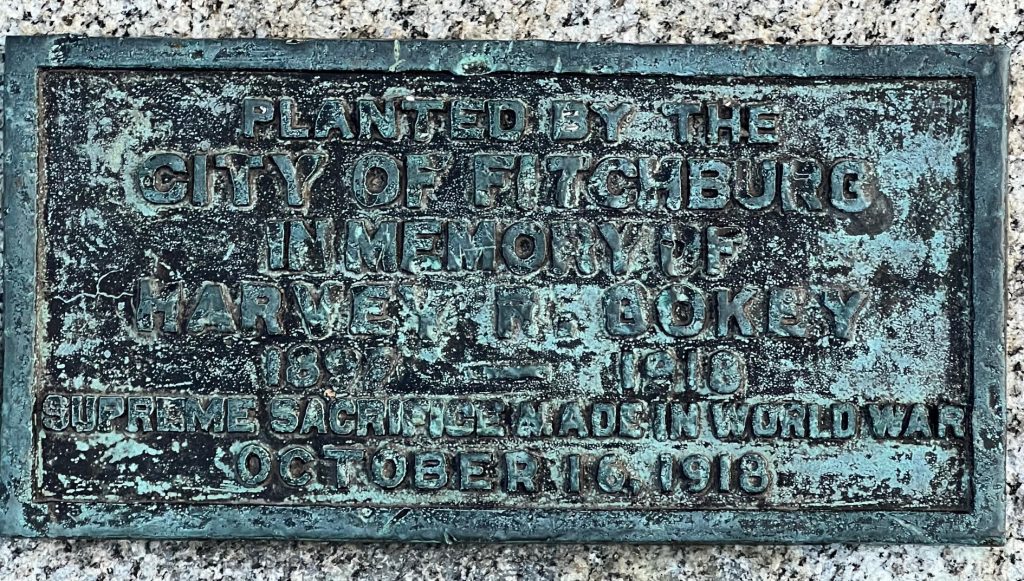 PLANTED BY THE
CITY OF FITCHBURG
IN MEMORY OF
HARVEY R. BOKEY
1897 — 1918
SUPREME SACRIFICE MADE IN WORLD WAR
OCTOBER 16, 1918